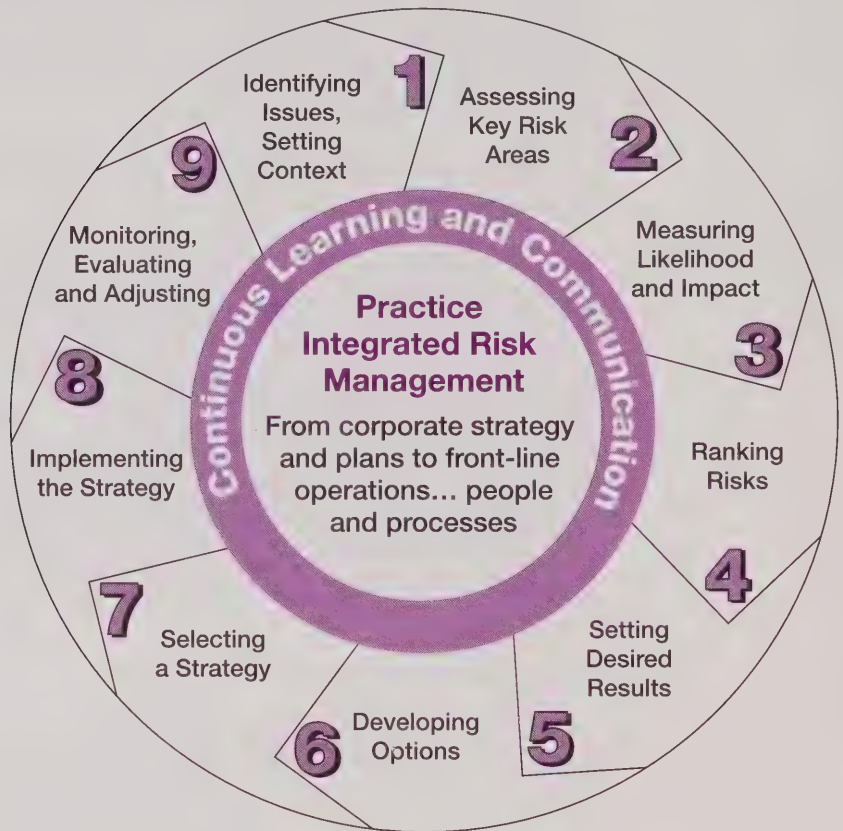 Practice
Integrated Risk
Management
From corporate strategy
and plans to front-line
operations... people
and processes
Continuous Learning and Communication
1
Identifying
Issues,
Setting
Context
2
Assessing
Key Risk
Areas
3
Measuring
Likelihood
and Impact
4
Ranking
Risks
5
Setting
Desired
Results
6
Developing
Options
7
Selecting
a Strategy
8
Implementing
the Strategy
9
Monitoring,
Evaluating
and Adjusting